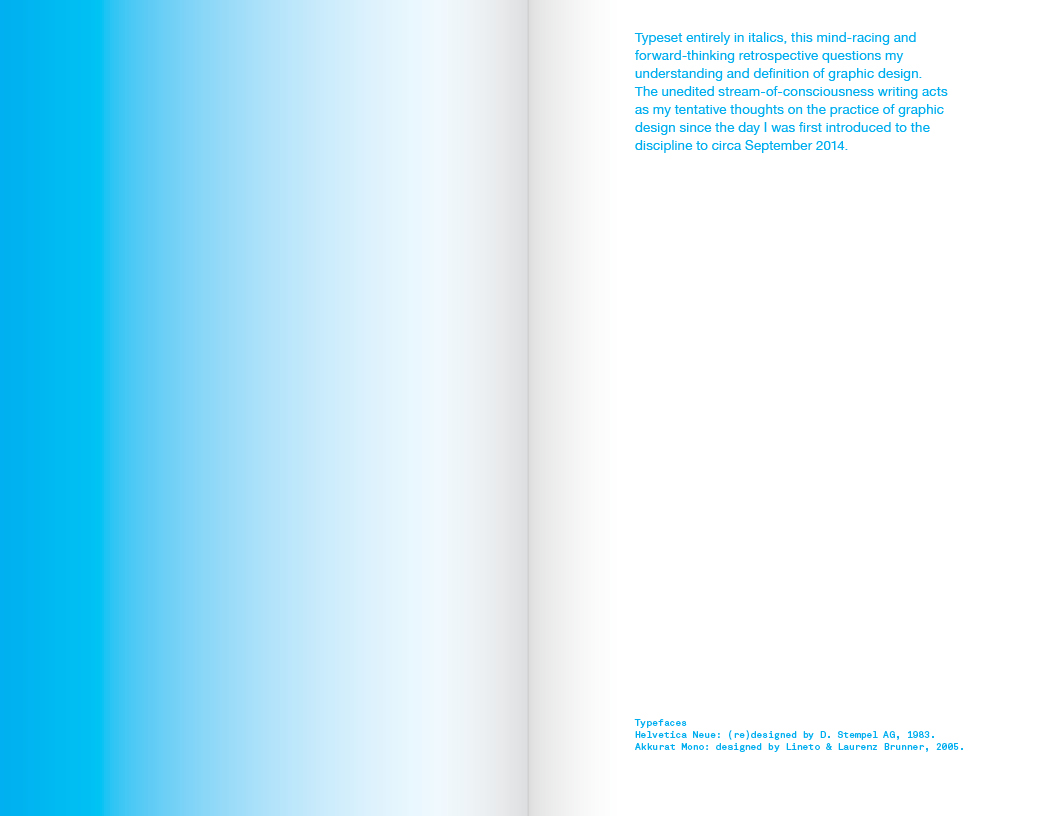 Typeset entirely in italics, this mind-racing and
forward-thinking retrospective questions my
understanding and definition of graphic design.
The unedited stream-of-consciousness writing acts
as my tentative thoughts on the practice of graphic
design since the day I was first introduced to the
discipline to circa September 2014.
Typefaces
Helvetica Neue: (re)designed by D. Stempel AG, 1983.
Akkurat Mono: designed by Lineto & Laurenz Brunner, 2005.